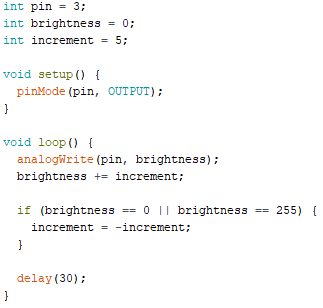 int pin = 3;
int brightness = 0;
int increment = 5;

void setup() {
  pinMode(pin, OUTPUT);
}

void loop() {
  analogWrite(pin, brightness);
  brightness += increment;

  if (brightness == 0 || brightness == 255) {
    increment = -increment;
  }

  delay(30);
}